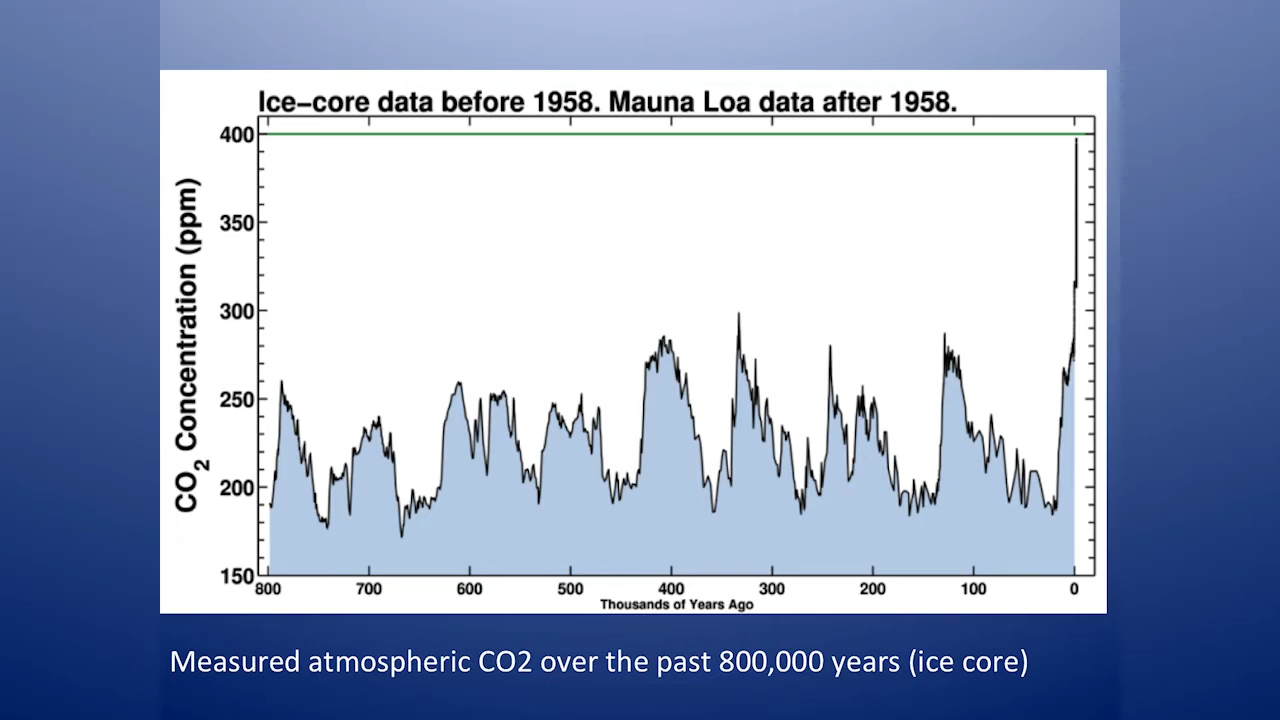 Ice–core data before 1958. Mauna Loa data after 1958.
CO2 Concentration (ppm)
400
350
300
250
200
150
800 700 600 500 400 300 200 100 0
Thousands of Years Ago
Measured atmospheric CO2 over the past 800,000 years (ice core)